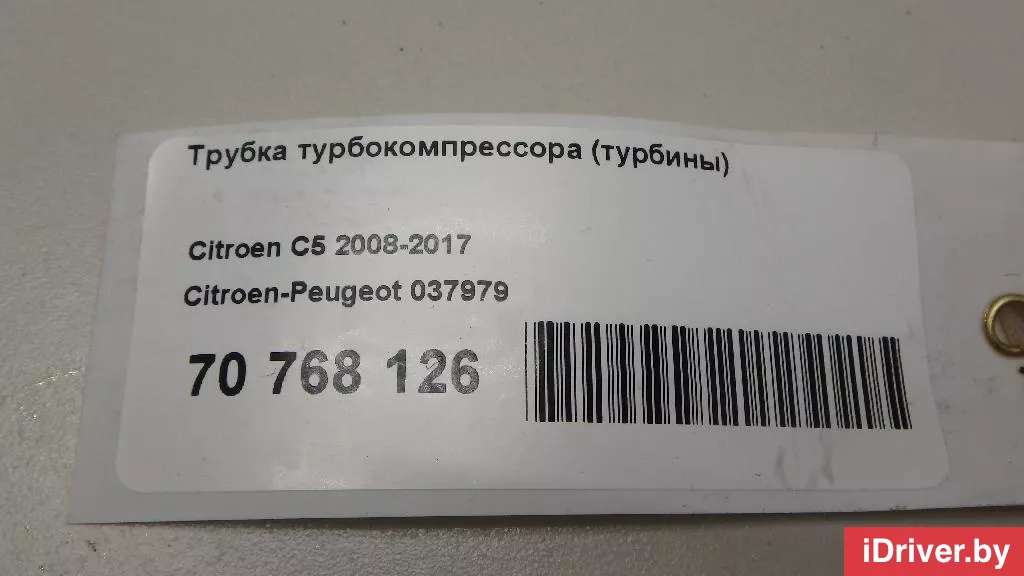 Трубка турбокомпрессора (турбины)
Citroen C5 2008-2017
Citroen-Peugeot 037979
70 768 126
iDriver.by